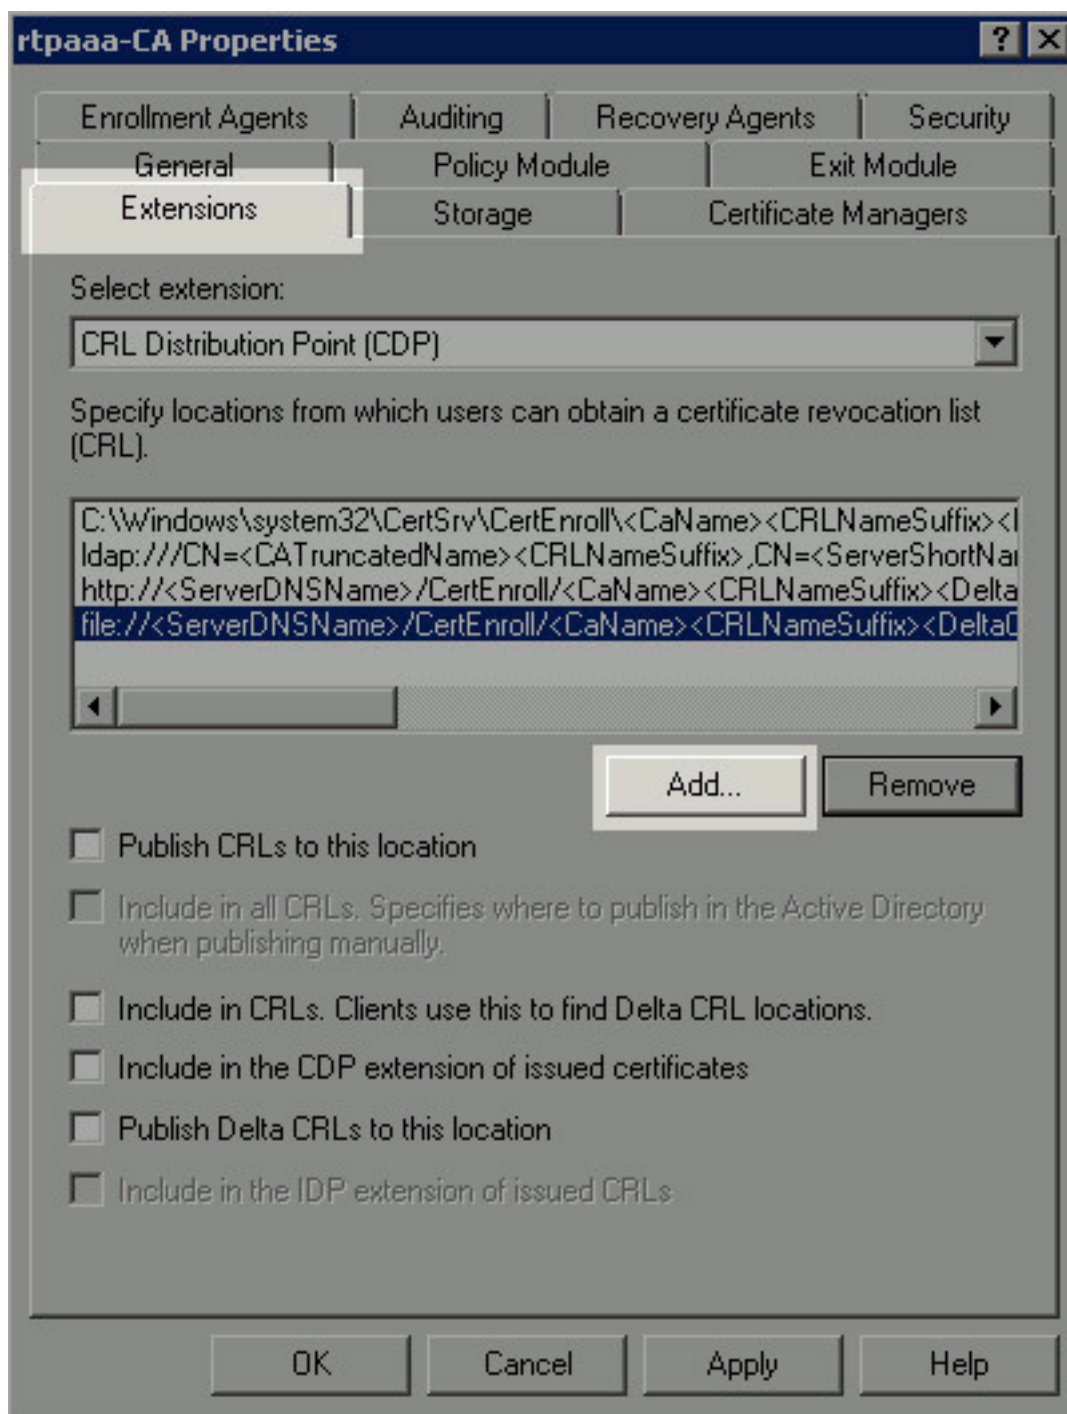 rtpaaa-CA Properties
Enrollment Agents Auditing Recovery Agents Security
General Policy Module Exit Module
Extensions Storage Certificate Managers
Select extension:
CRL Distribution Point (CDP)
Specify locations from which users can obtain a certificate revocation list
(CRL).
C:\Windows\system32\CertSrv\CertEnroll\<CaName><CRLNameSuffix><
ldap:///CN=<CATruncatedName><CRLNameSuffix>,CN=<ServerShortNa
http://<ServerDNSName>/CertEnroll/<CaName><CRLNameSuffix><Delta
file://<ServerDNSName>/CertEnroll/<CaName><CRLNameSuffix><Delta
Add... Remove
Publish CRLs to this location
Include in all CRLs. Specifies where to publish in the Active Directory
when publishing manually.
Include in CRLs. Clients use this to find Delta CRL locations.
Include in the CDP extension of issued certificates
Publish Delta CRLs to this location
Include in the IDP extension of issued CRLs
OK Cancel Apply Help